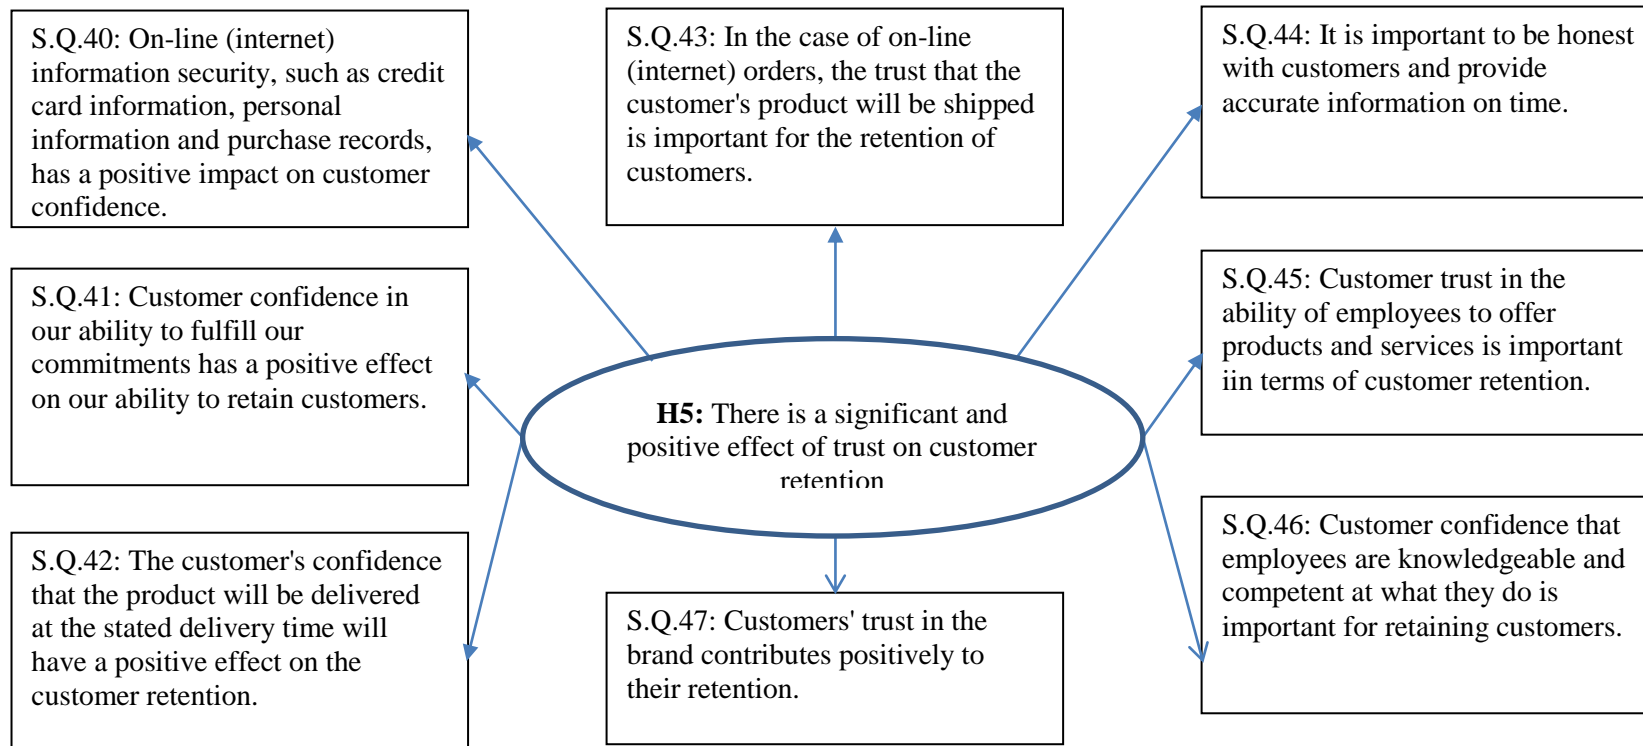 S.Q.40: On-line (internet)
information security, such as credit
card information, personal
information and purchase records,
has a positive impact on customer
confidence.
S.Q.43: In the case of on-line
(internet) orders, the trust that the
customer's product will be shipped
is important for the retention of
customers.
S.Q.44: It is important to be honest
with customers and provide
accurate information on time.
S.Q.41: Customer confidence in
our ability to fulfill our
commitments has a positive effect
on our ability to retain customers.
S.Q.45: Customer trust in the
ability of employees to offer
products and services is important
iin terms of customer retention.
H5: There is a significant and
positive effect of trust on customer
retention
S.Q.42: The customer's confidence
that the product will be delivered
at the stated delivery time will
have a positive effect on the
customer retention.
S.Q.47: Customers' trust in the
brand contributes positively to
their retention.
S.Q.46: Customer confidence that
employees are knowledgeable and
competent at what they do is
important for retaining customers.